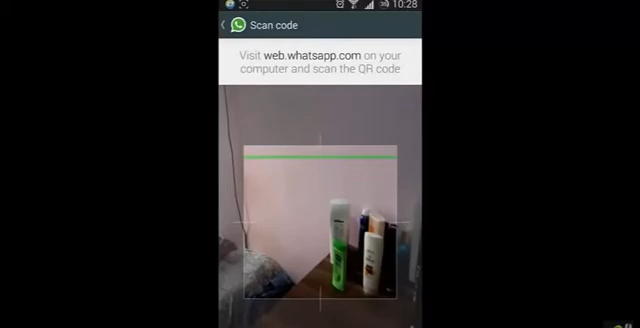 10:28
Scan code
Visit web.whatsapp.com on your
computer and scan the QR code